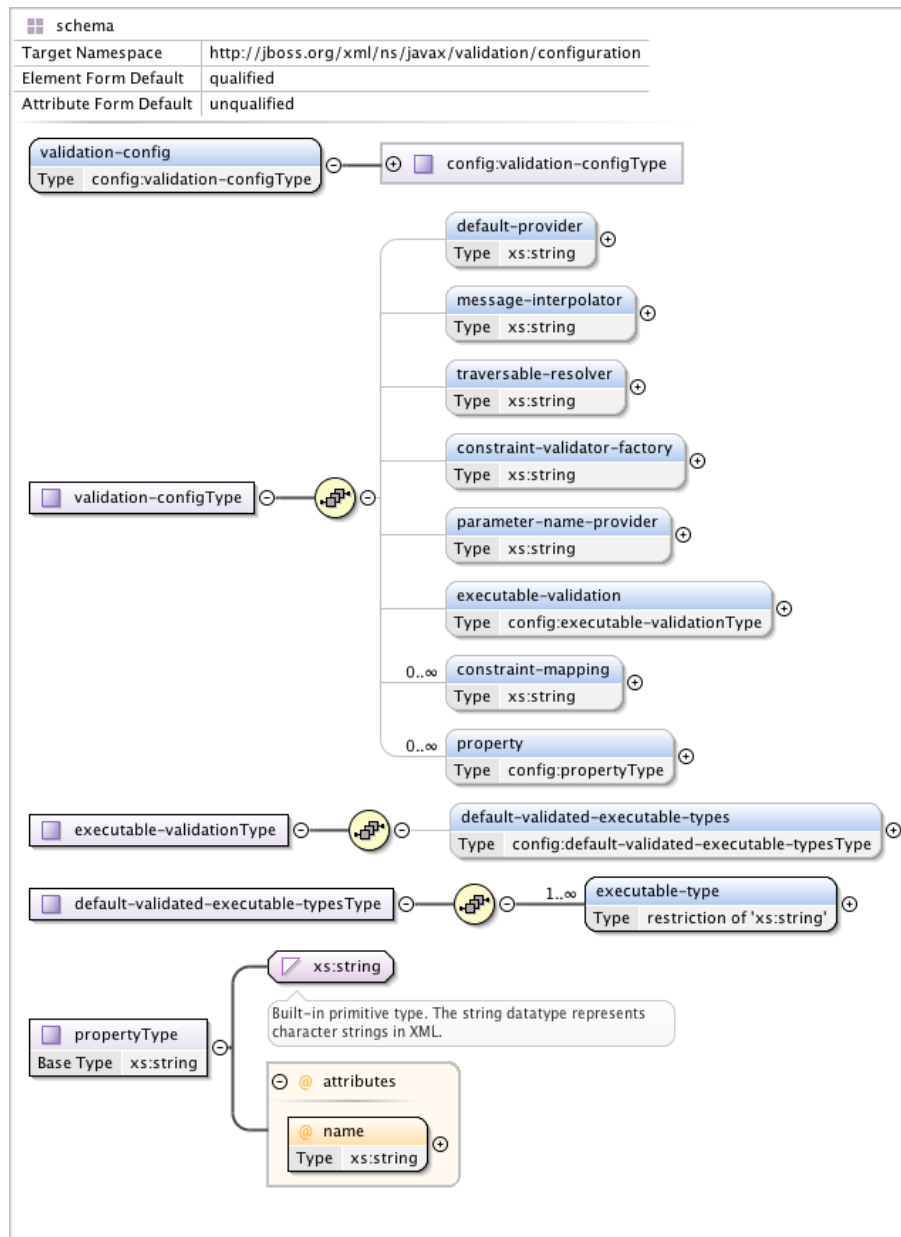 schema
Target Namespace http://jboss.org/xml/ns/javax/validation/configuration
Element Form Default qualified
Attribute Form Default unqualified
validation-config
Type config:validation-configType
config:validation-configType
default-provider
Type xs:string
message-interpolator
Type xs:string
traversable-resolver
Type xs:string
constraint-validator-factory
Type xs:string
validation-configType
parameter-name-provider
Type xs:string
executable-validation
Type config:executable-validationType
0..∞ constraint-mapping
Type xs:string
0..∞ property
Type config:propertyType
executable-validationType
default-validated-executable-types
Type config:default-validated-executable-typesType
default-validated-executable-typesType
1..∞ executable-type
Type restriction of 'xs:string'
xs:string
Built-in primitive type. The string datatype represents
character strings in XML.
propertyType
Base Type xs:string
@ attributes
@ name
Type xs:string